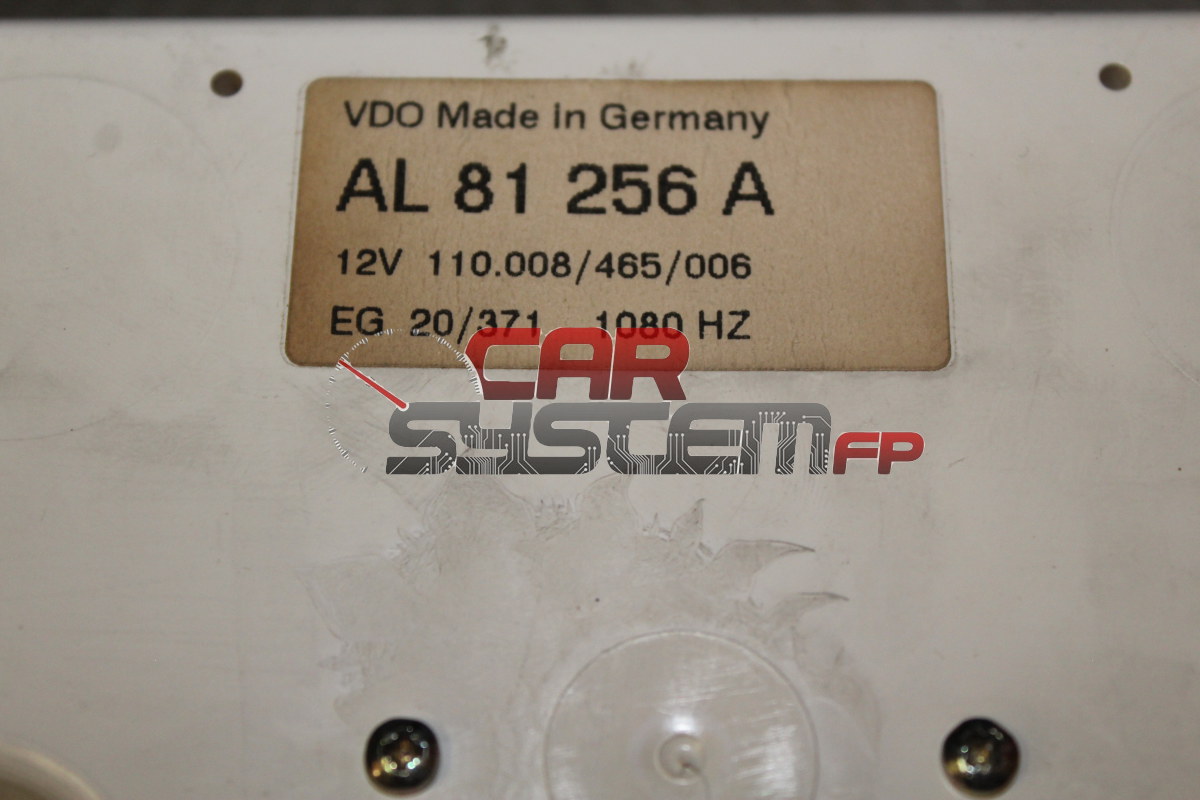 VDO Made in Germany
AL 81 256 A
12V 110.008/465/006
EG 20/371 1080 HZ
CAR
SYSTEM FP